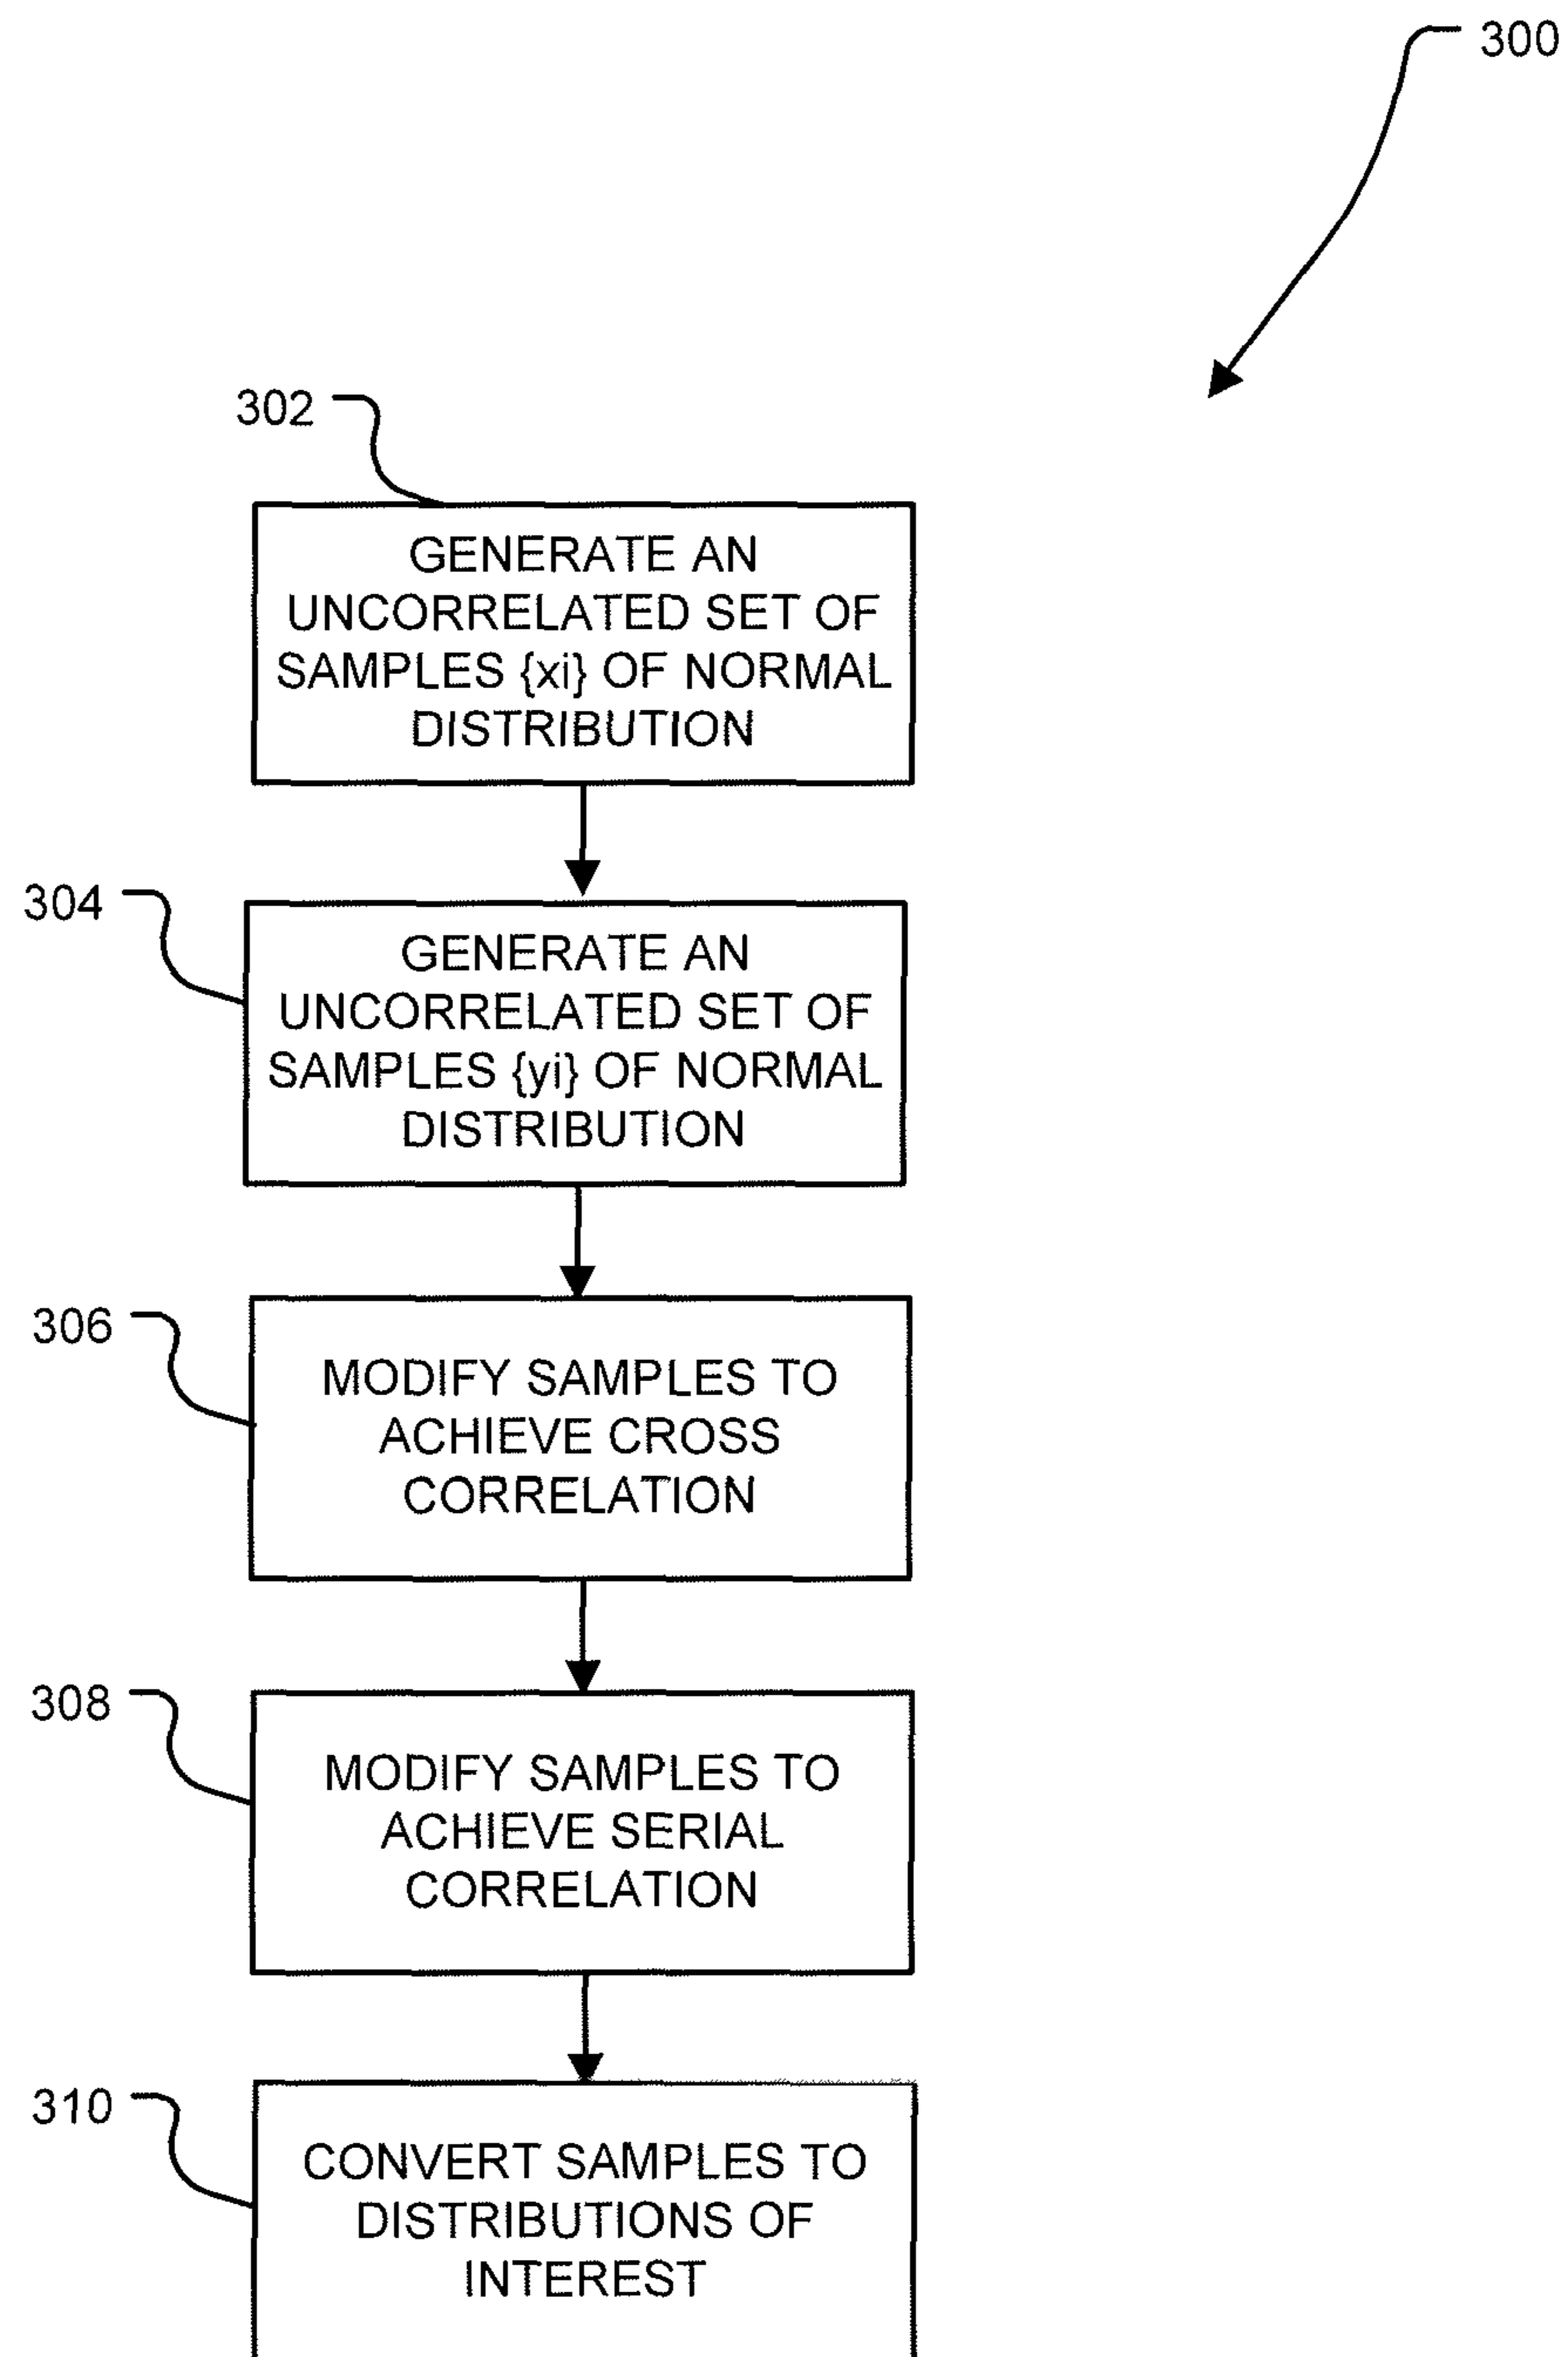 300
302
GENERATE AN
UNCORRELATED SET OF
SAMPLES {xi} OF NORMAL
DISTRIBUTION
304
GENERATE AN
UNCORRELATED SET OF
SAMPLES {yi} OF NORMAL
DISTRIBUTION
306
MODIFY SAMPLES TO
ACHIEVE CROSS
CORRELATION
308
MODIFY SAMPLES TO
ACHIEVE SERIAL
CORRELATION
310
CONVERT SAMPLES TO
DISTRIBUTIONS OF
INTEREST